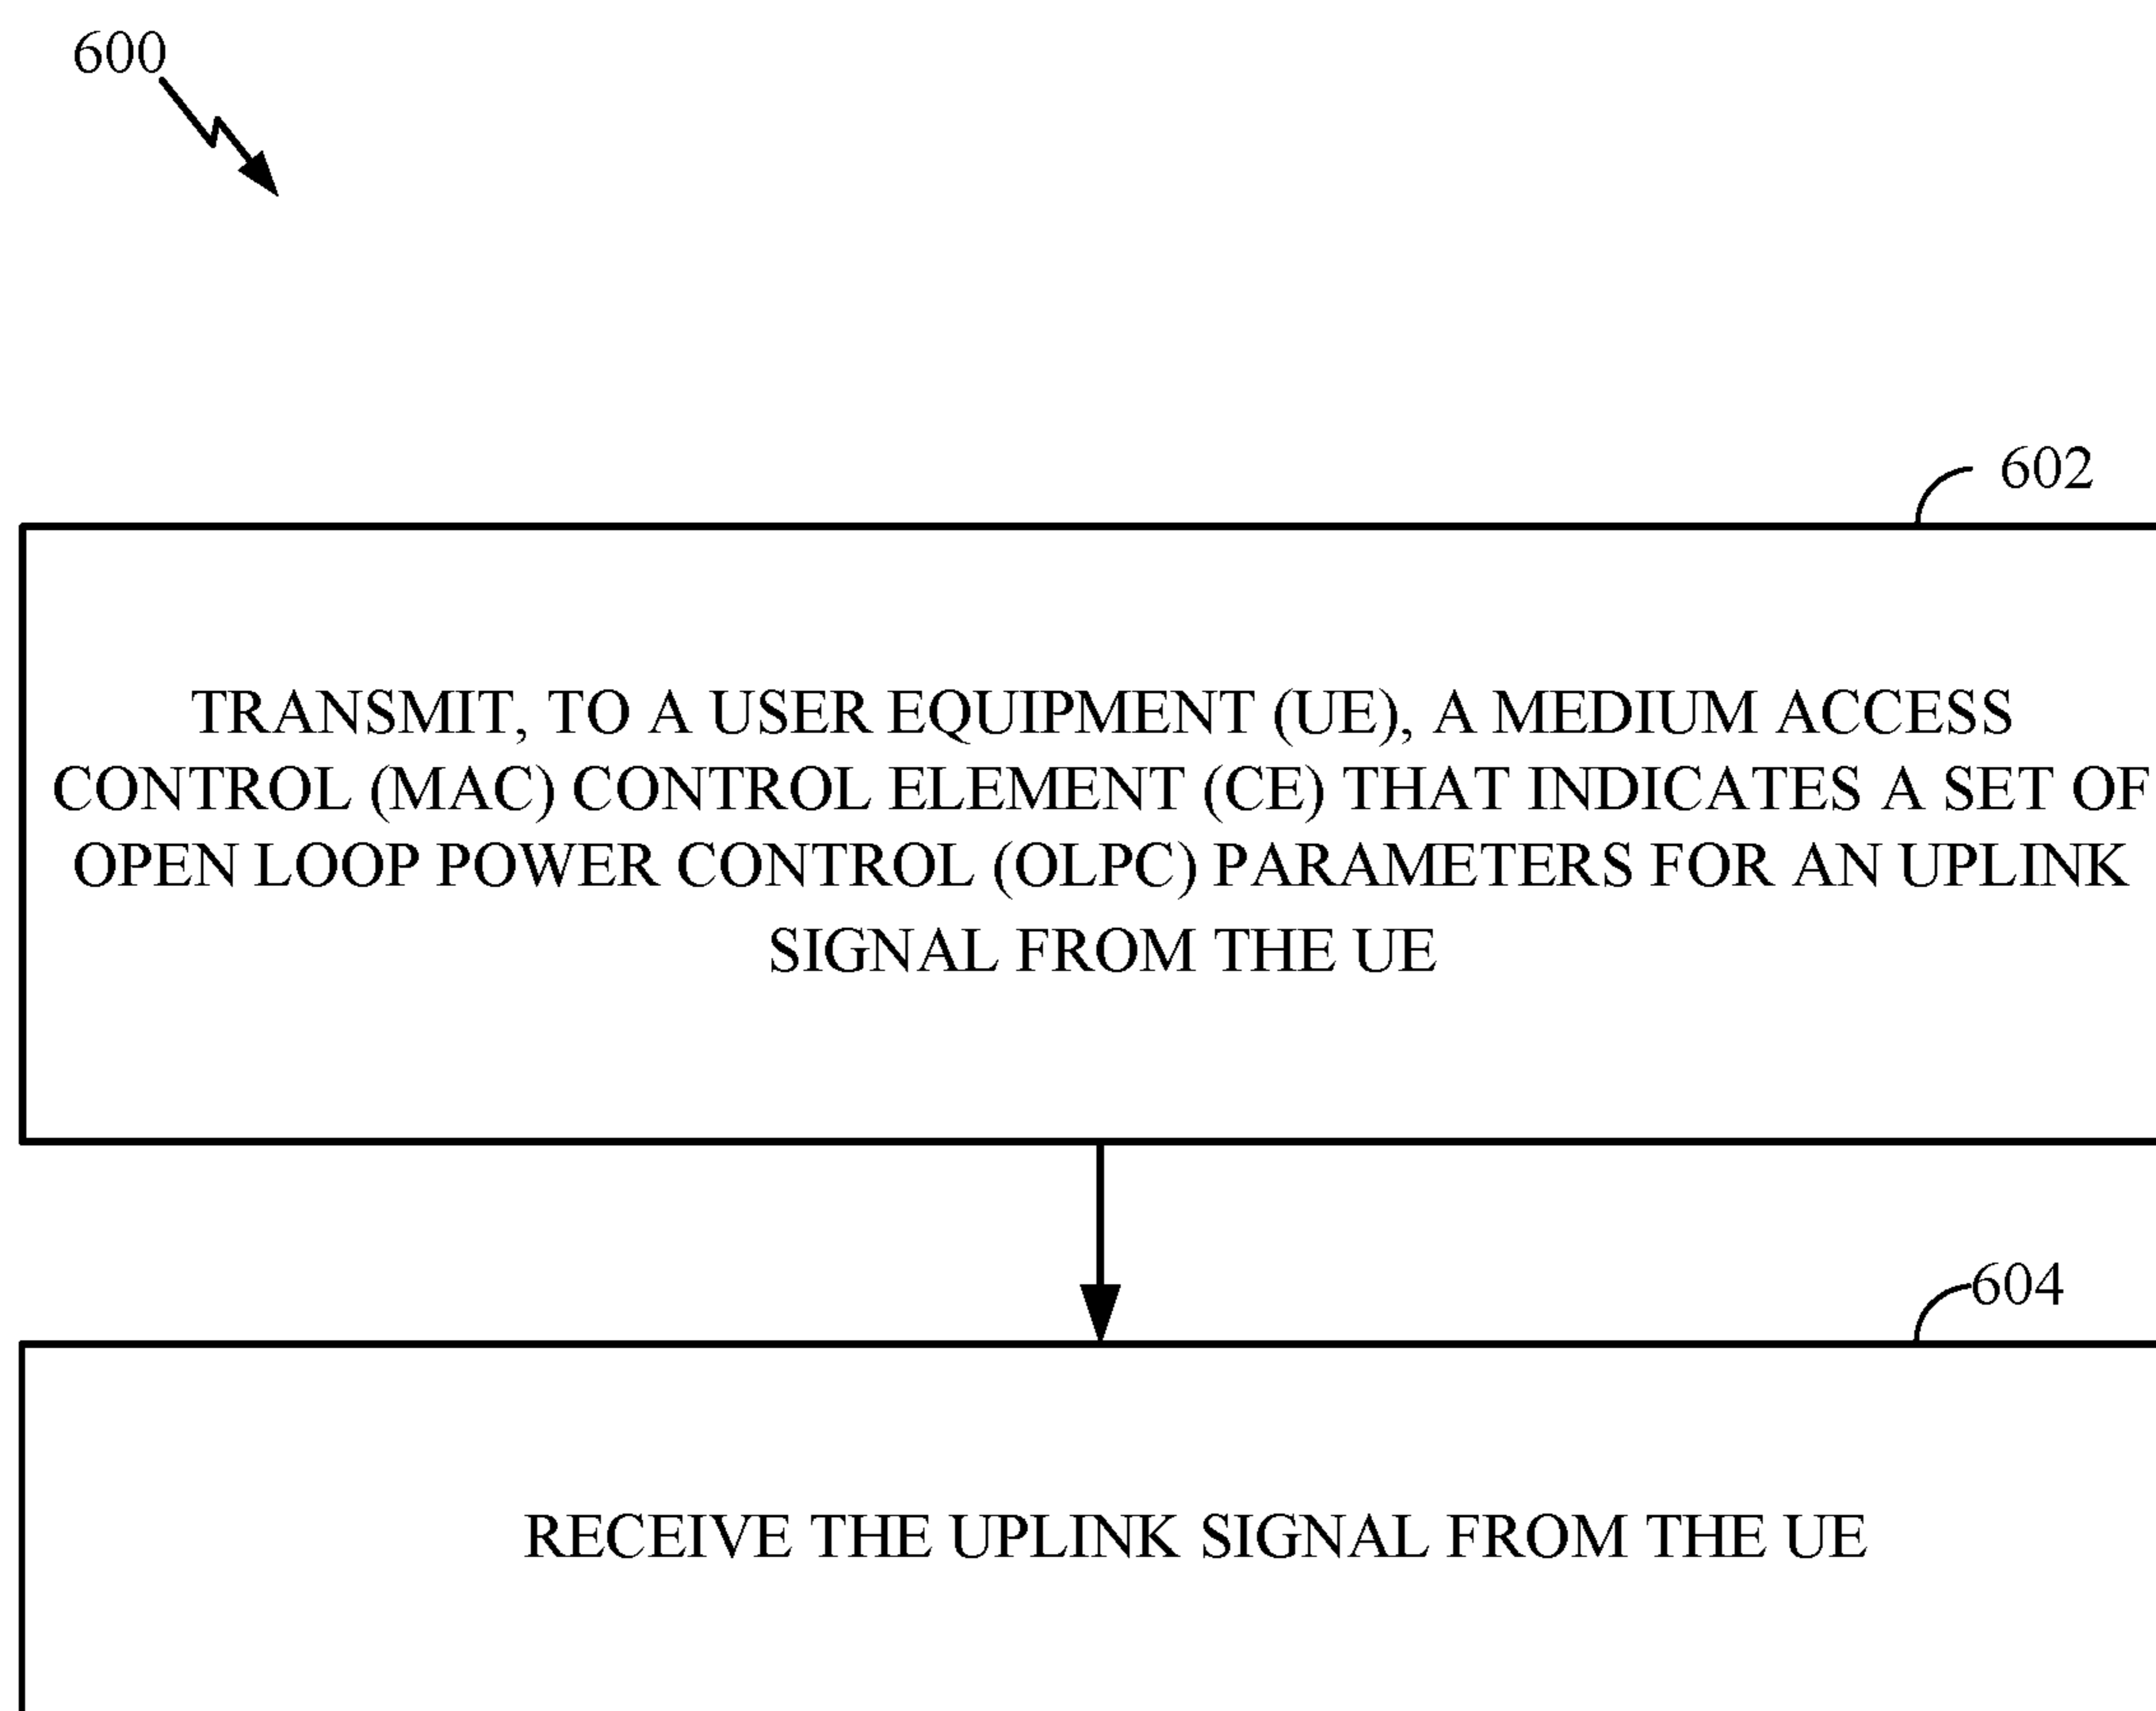 600
602
TRANSMIT, TO A USER EQUIPMENT (UE), A MEDIUM ACCESS
CONTROL (MAC) CONTROL ELEMENT (CE) THAT INDICATES A SET OF
OPEN LOOP POWER CONTROL (OLPC) PARAMETERS FOR AN UPLINK
SIGNAL FROM THE UE
604
RECEIVE THE UPLINK SIGNAL FROM THE UE